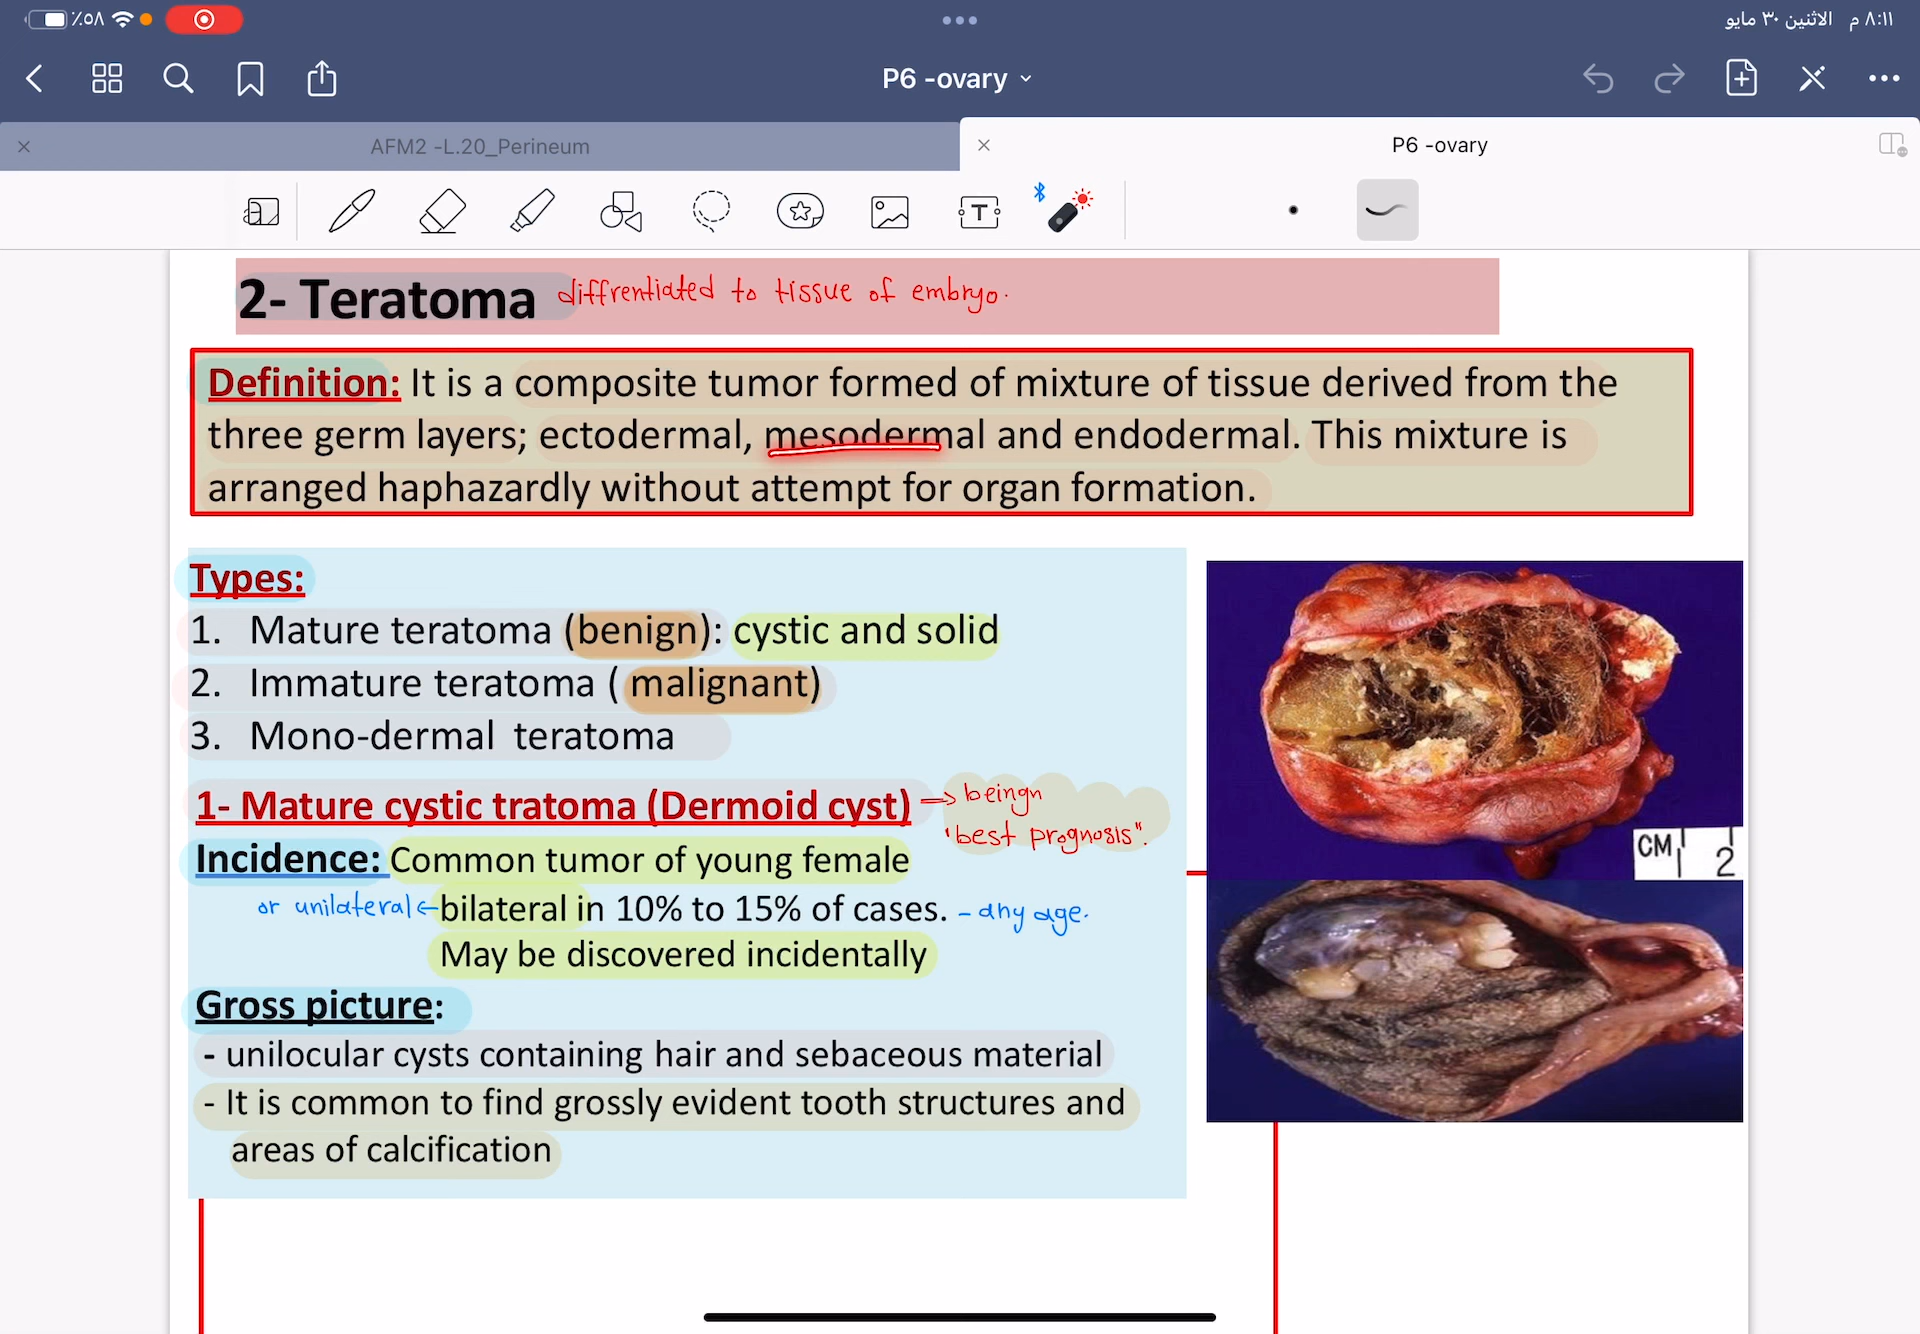 ٪٥٨
٨:١١ م الاثنين ٣٠ مايو
P6 -ovary
AFM2 -L.20_Perineum
P6 -ovary
2- Teratoma diffrentiated to tissue of embryo.
Definition: It is a composite tumor formed of mixture of tissue derived from the
three germ layers; ectodermal, mesodermal and endodermal. This mixture is
arranged haphazardly without attempt for organ formation.
Types:
1. Mature teratoma (benign): cystic and solid
2. Immature teratoma ( malignant)
3. Mono-dermal teratoma
1- Mature cystic tratoma (Dermoid cyst) => beingn
"best prognosis".
Incidence: Common tumor of young female
or unilateral ← bilateral in 10% to 15% of cases. - any age.
May be discovered incidentally
Gross picture:
- unilocular cysts containing hair and sebaceous material
- It is common to find grossly evident tooth structures and
areas of calcification
CM 1 2